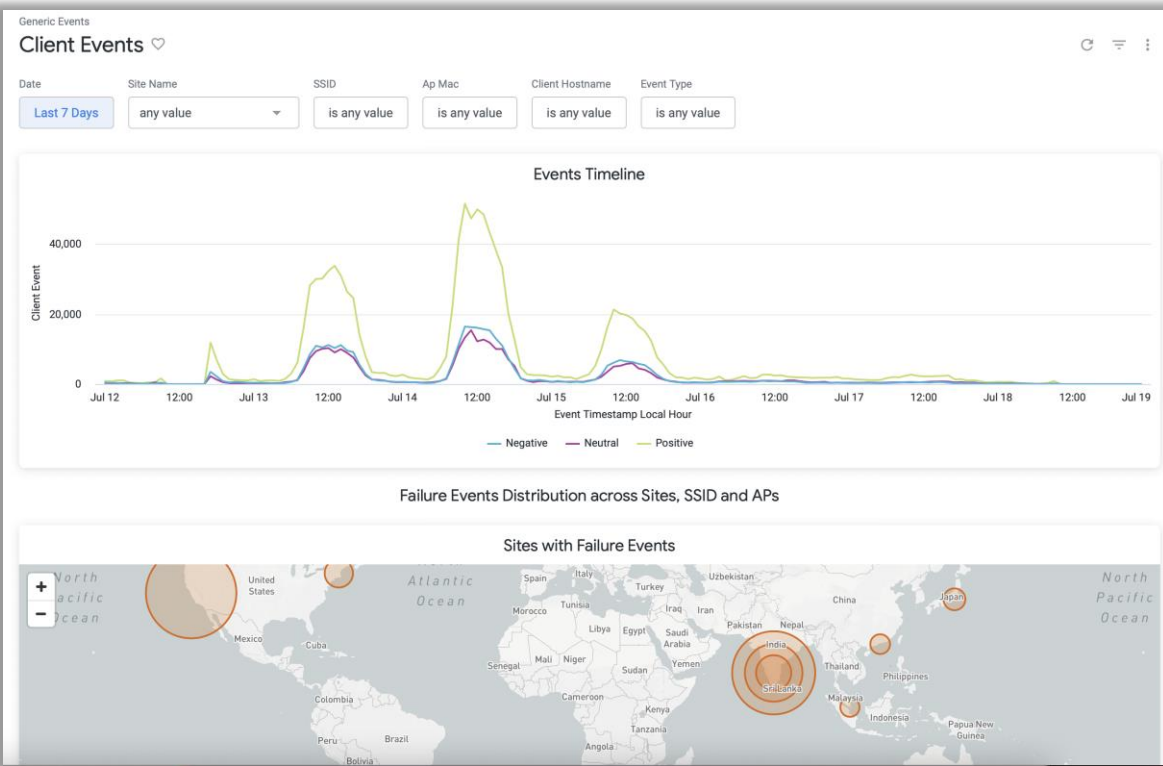 Generic Events
Client Events
Date Site Name SSID Ap Mac Client Hostname Event Type
Last 7 Days any value is any value is any value is any value is any value
Events Timeline
Client Event
40,000
20,000
0
Jul 12 12:00 Jul 13 12:00 Jul 14 12:00 Jul 15 12:00 Jul 16 12:00 Jul 17 12:00 Jul 18 12:00 Jul 19
Event Timestamp Local Hour
Negative Neutral Positive
Failure Events Distribution across Sites, SSID and APs
Sites with Failure Events
+
−
North
Pacific
Ocean
United
States
Mexico
Cuba
Colombia
Peru
Brazil
Bolivia
Atlantic
Ocean
Spain
Italy
Turkey
Uzbekistan
Morocco
Tunisia
Iraq
Iran
Libya
Egypt
Saudi
Arabia
Pakistan
Nepal
China
Japan
Senegal
Mali
Niger
Sudan
Yemen
India
Thailand
Philippines
Sri Lanka
Cameroon
Kenya
Malaysia
Indonesia
Tanzania
Papua New
Guinea
Angola
North
Pacific
Ocean